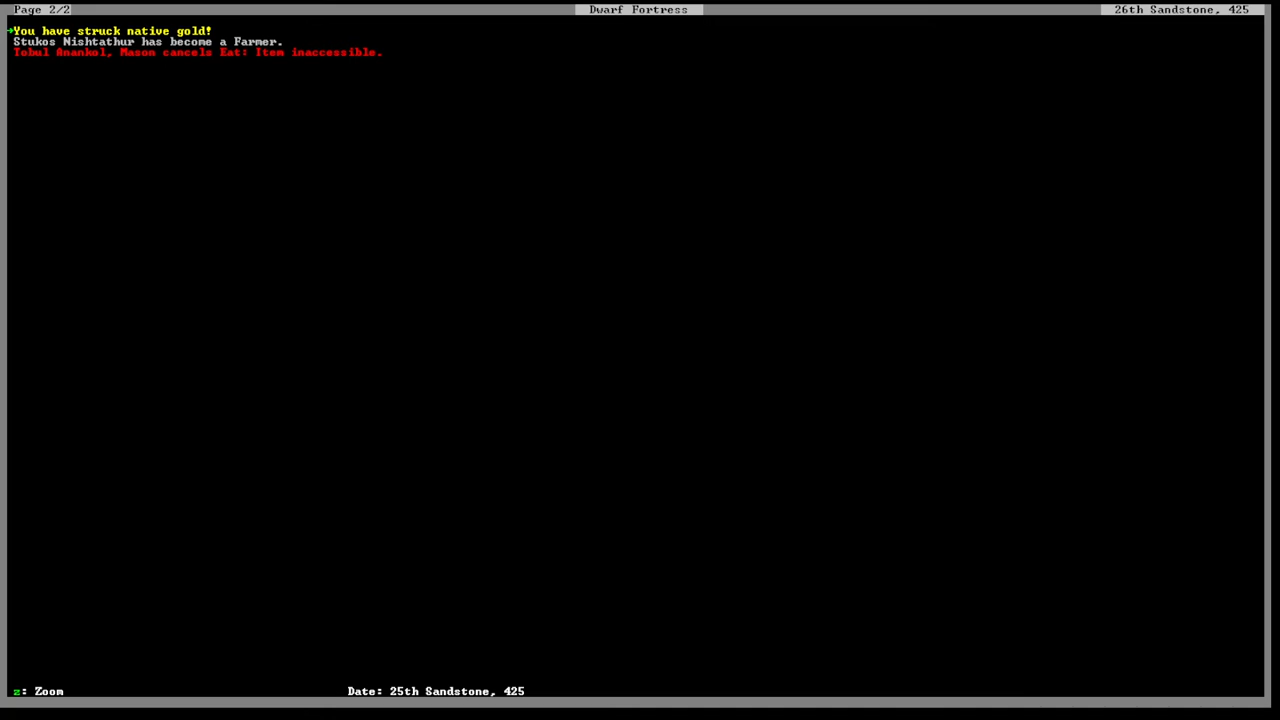 Page 2/2
Dwarf Fortress
26th Sandstone, 425
You have struck native gold!
Stukos Nishtathur has become a Farmer.
Tobul Anankol, Mason cancels Eat: Item inaccessible.
z: Zoom
Date: 25th Sandstone, 425